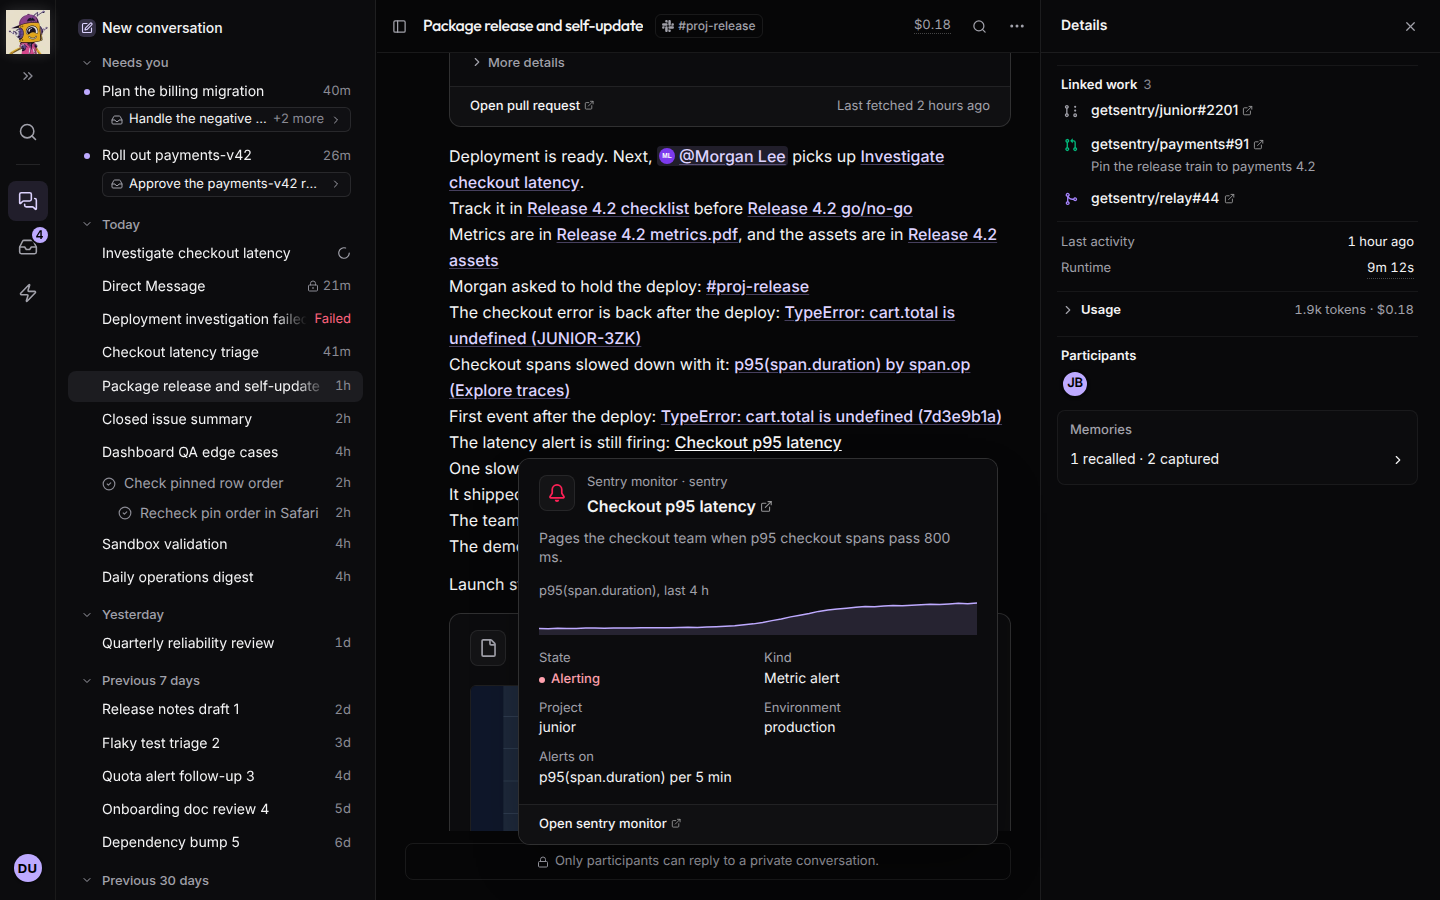 New conversation
Needs you
Plan the billing migration 40m
Handle the negative ... +2 more
Roll out payments-v42 26m
Approve the payments-v42 r...
Today
Investigate checkout latency
4
Direct Message 21m
Deployment investigation failed Failed
Checkout latency triage 41m
Package release and self-update 1h
Closed issue summary 2h
Dashboard QA edge cases 4h
Check pinned row order 2h
Recheck pin order in Safari 2h
Sandbox validation 4h
Daily operations digest 4h
Yesterday
Quarterly reliability review 1d
Previous 7 days
Release notes draft 1 2d
Flaky test triage 2 3d
Quota alert follow-up 3 4d
Onboarding doc review 4 5d
Dependency bump 5 6d
Previous 30 days
DU
Package release and self-update #proj-release $0.18
More details
Open pull request Last fetched 2 hours ago
Deployment is ready. Next, ML @Morgan Lee picks up Investigate
checkout latency.
Track it in Release 4.2 checklist before Release 4.2 go/no-go
Metrics are in Release 4.2 metrics.pdf, and the assets are in Release 4.2
assets
Morgan asked to hold the deploy: #proj-release
The checkout error is back after the deploy: TypeError: cart.total is
undefined (JUNIOR-3ZK)
Checkout spans slowed down with it: p95(span.duration) by span.op
(Explore traces)
First event after the deploy: TypeError: cart.total is undefined (7d3e9b1a)
The latency alert is still firing: Checkout p95 latency
One slow
It shipped
The team
The demo
Launch s
Sentry monitor · sentry
Checkout p95 latency
Pages the checkout team when p95 checkout spans pass 800
ms.
p95(span.duration), last 4 h
State Kind
Alerting Metric alert
Project Environment
junior production
Alerts on
p95(span.duration) per 5 min
Open sentry monitor
Only participants can reply to a private conversation.
Details
Linked work 3
getsentry/junior#2201
getsentry/payments#91
Pin the release train to payments 4.2
getsentry/relay#44
Last activity 1 hour ago
Runtime 9m 12s
Usage 1.9k tokens · $0.18
Participants
JB
Memories
1 recalled · 2 captured